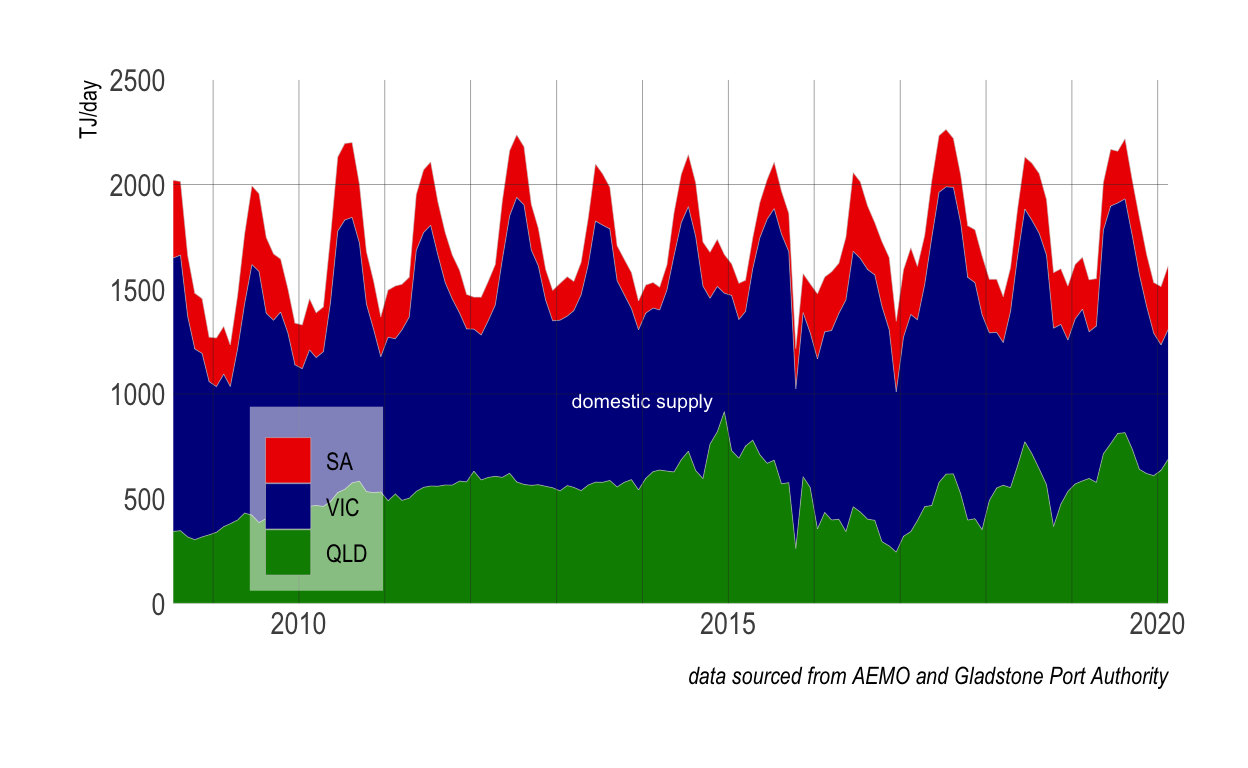 TJ/day
2500
2000
1500
1000
500
0
domestic supply
SA
VIC
QLD
2010
2015
2020
data sourced from AEMO and Gladstone Port Authority